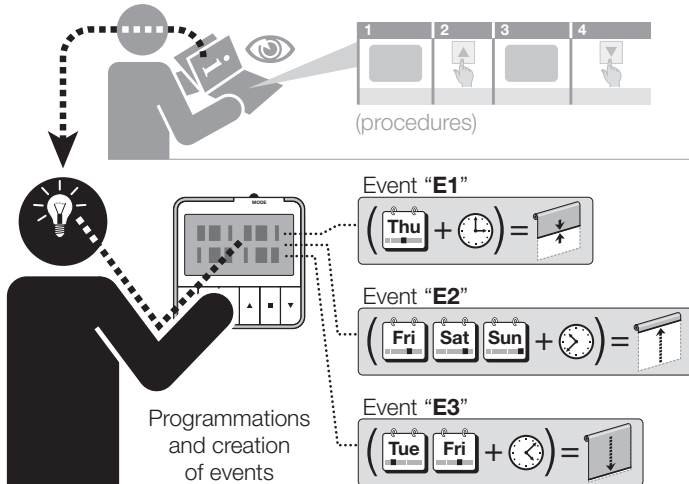 1 2 3 4
i
(procedures)
MODE
Event “E1”
( Thu + ) =
Event “E2”
( Fri Sat Sun + ) =
Event “E3”
( Tue Fri + ) =
Programmations
and creation
of events